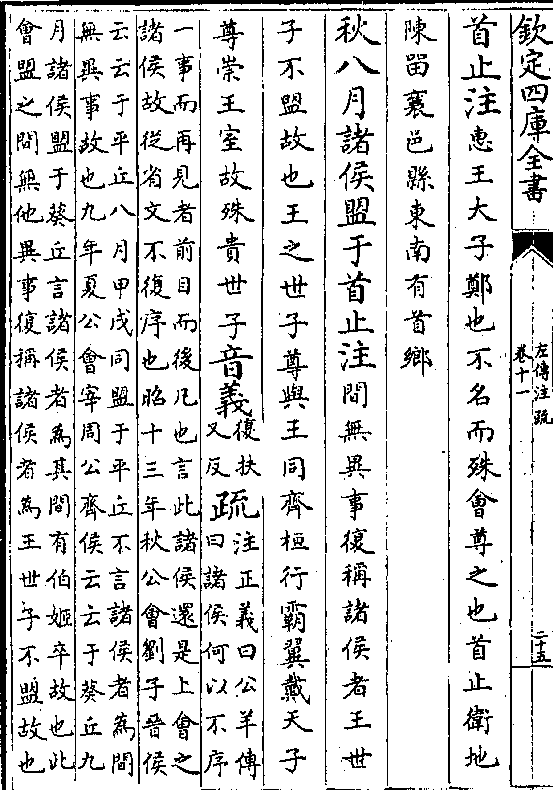 欽定四庫全書
左傳注疏
卷十一
二十五
首止注惠王大子鄭也不名而殊會尊之也首止衛地
陳留襄邑縣東南有首鄉
秋八月諸侯盟于首止注間無異事復稱諸侯者王世
子不盟故也王之世子尊與王同齊桓行霸翼戴天子
尊崇王室故殊貴世子音義復扶
又反
疏注正義曰公羊傳
曰諸侯何以不序
一事而再見者前目而後凡也言此諸侯還是上會之
諸侯故從省文不復序也昭十三年秋公會劉子晉侯
云云于平丘八月甲戌同盟于平丘不言諸侯者為間
無異事故也九年夏公會宰周公齊侯云云于葵丘九
月諸侯盟于葵丘言諸侯者為其間有伯姬卒故也此
會盟之間無他異事復稱諸侯者為王世子不盟故也